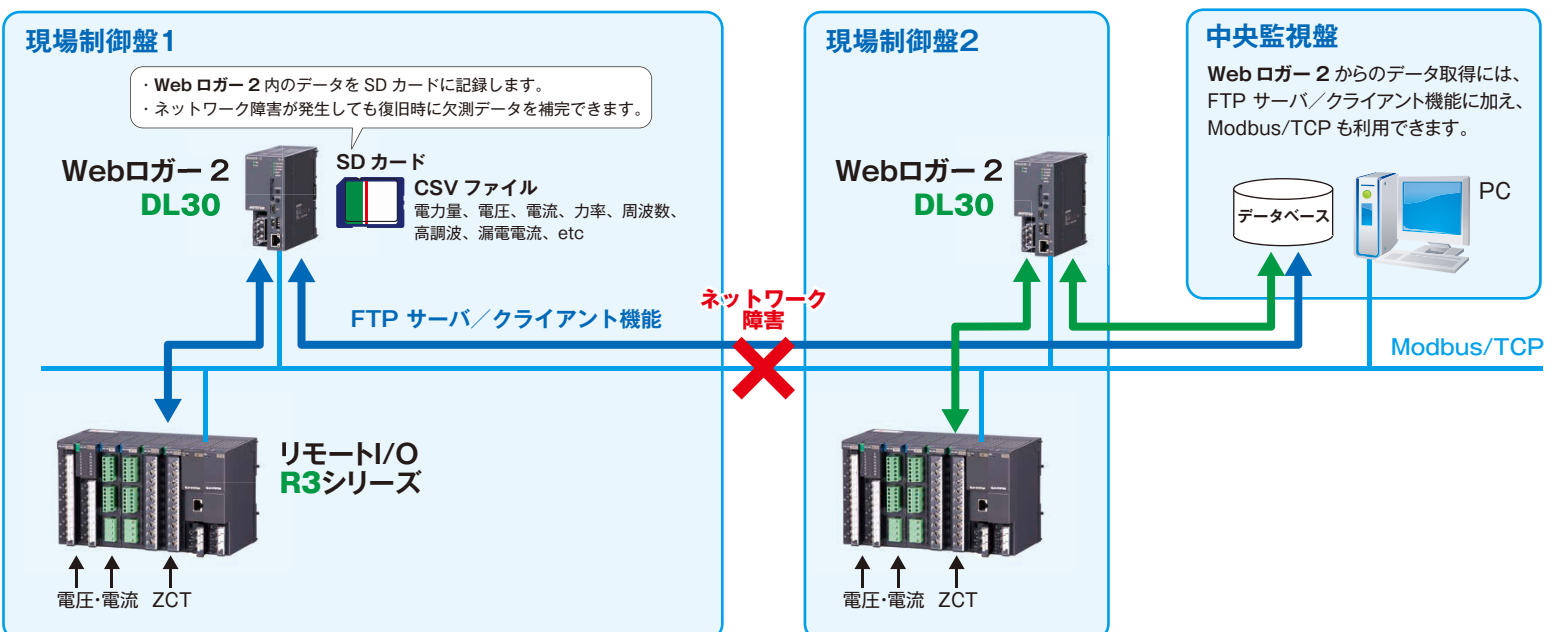 現場制御盤1
・Web ロガー 2 内のデータを SD カードに記録します。
・ネットワーク障害が発生しても復旧時に欠測データを補完できます。
Webロガー 2
DL30
SD カード
CSV ファイル
電力量、電圧、電流、力率、周波数、
高調波、漏電電流、etc
FTP サーバ／クライアント機能
ネットワーク
障害
リモートI/O
R3シリーズ
電圧・電流 ZCT
現場制御盤2
Webロガー 2
DL30
電圧・電流 ZCT
中央監視盤
Web ロガー 2 からのデータ取得には、
FTP サーバ／クライアント機能に加え、
Modbus/TCP も利用できます。
データベース
PC
Modbus/TCP